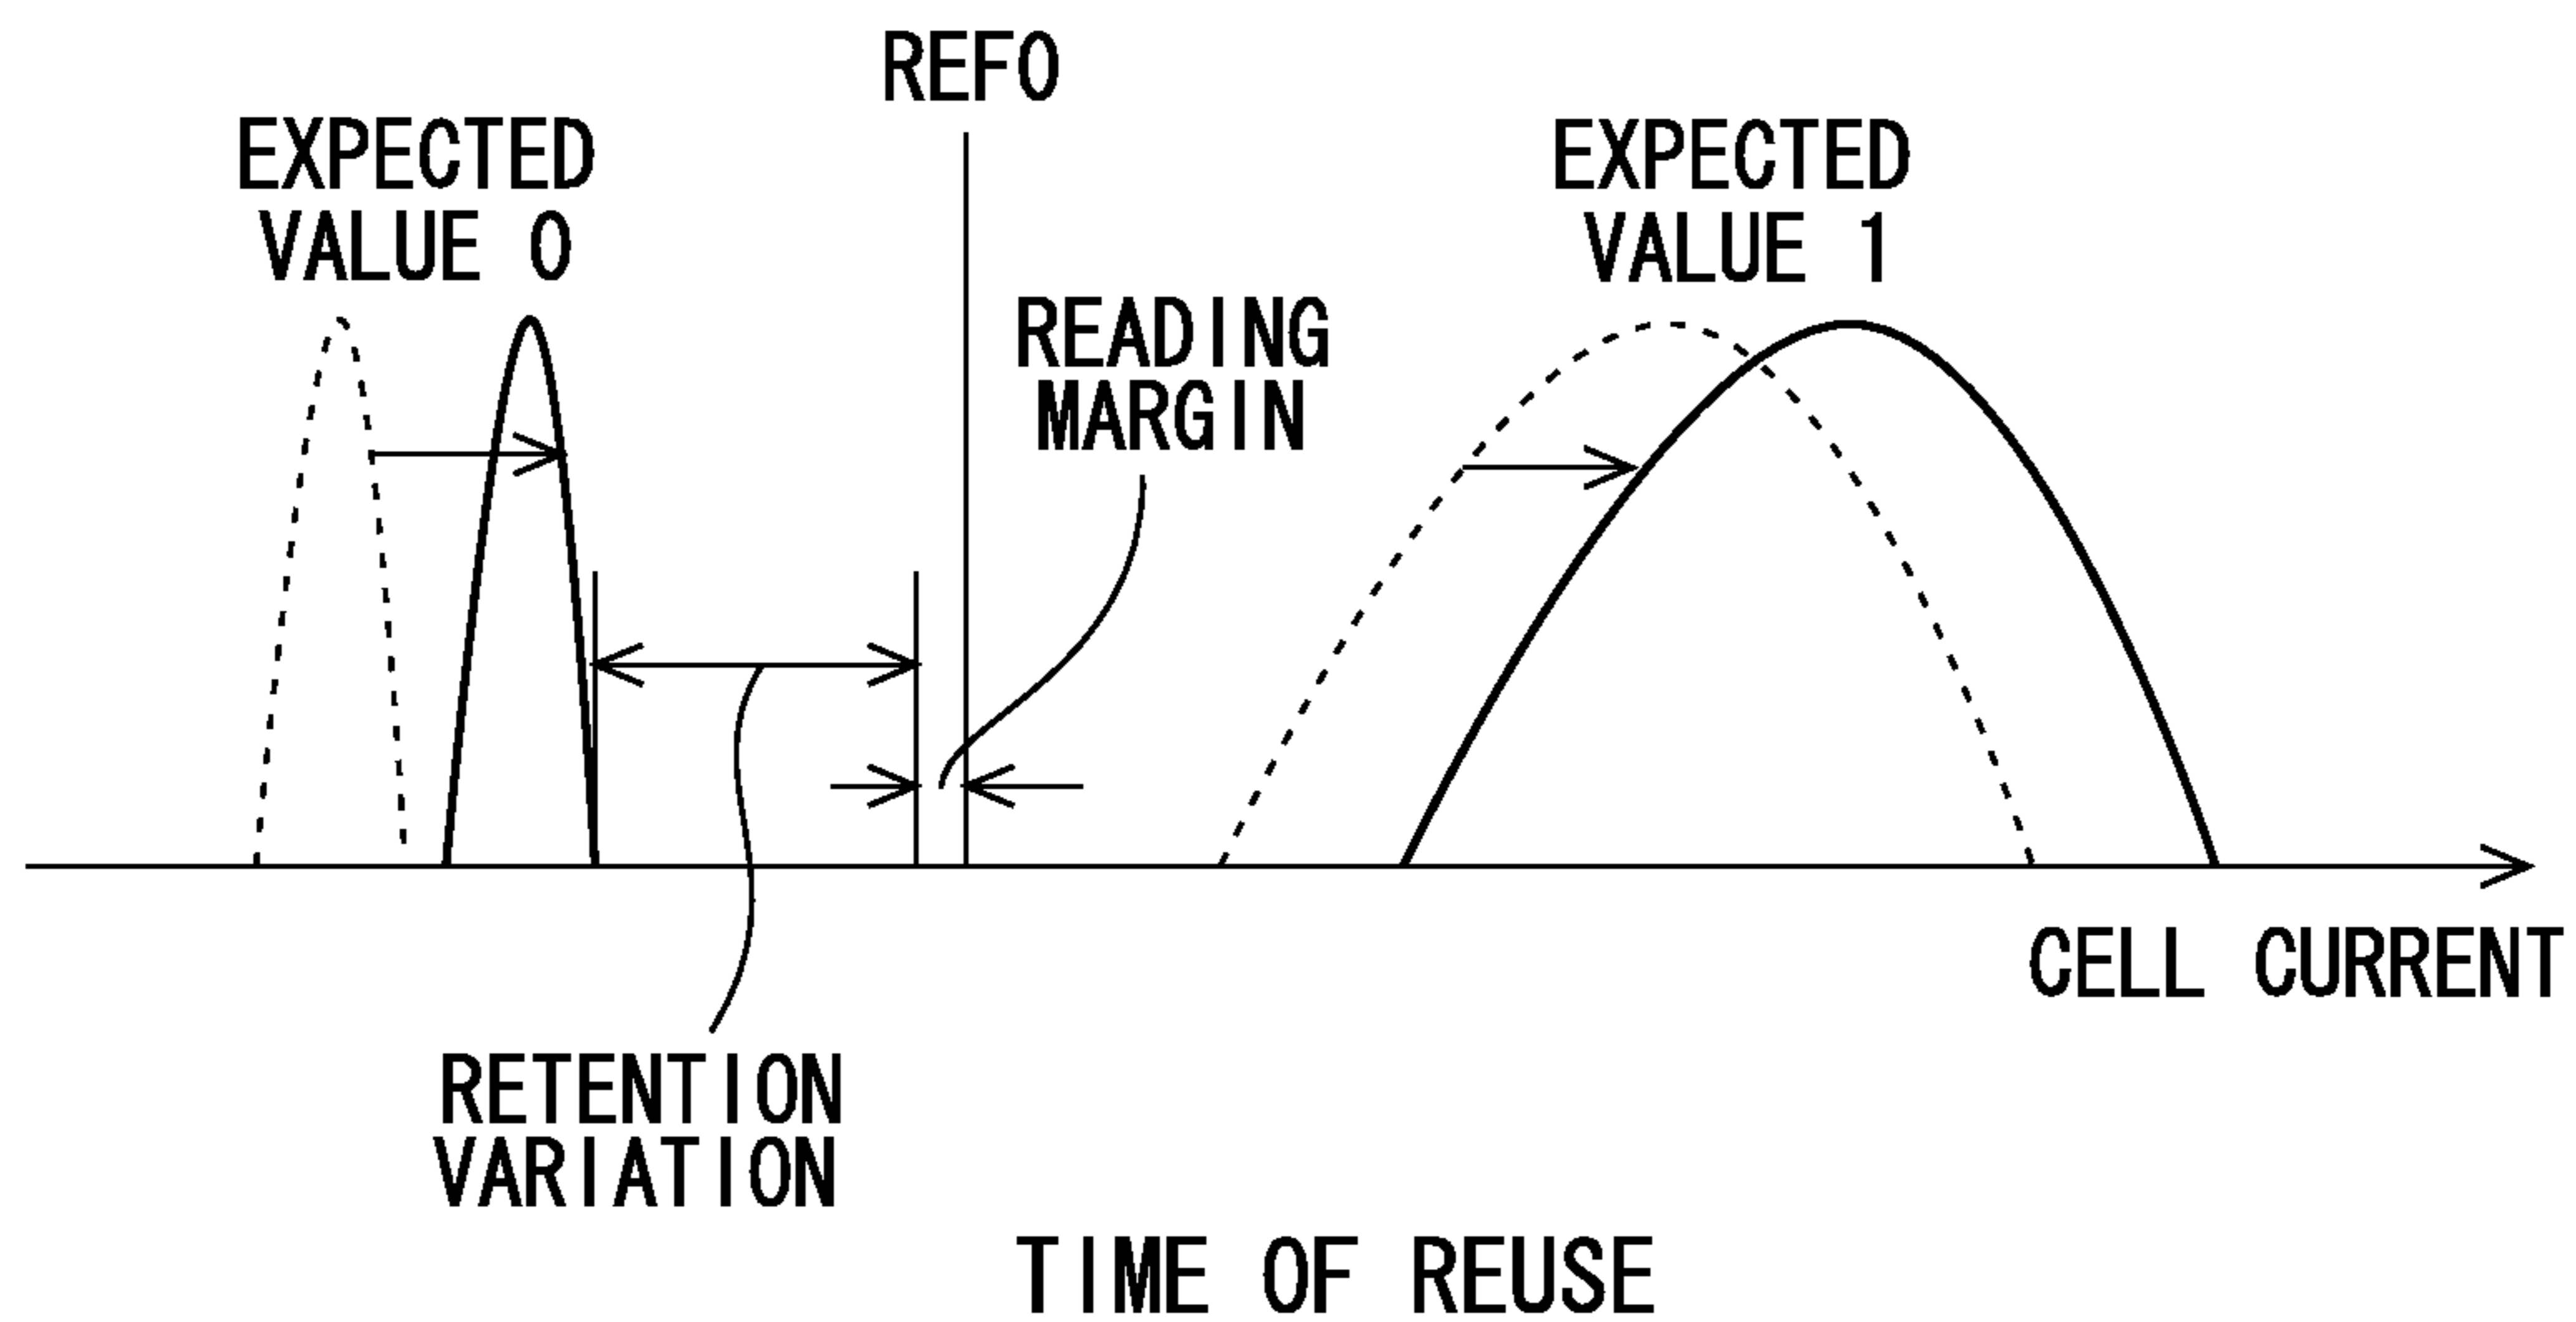 REF0
EXPECTED
VALUE 0
EXPECTED
VALUE 1
READING
MARGIN
CELL CURRENT
RETENTION
VARIATION
TIME OF REUSE